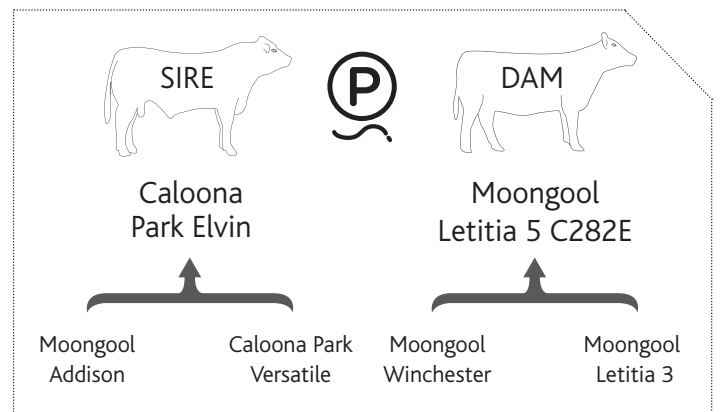 SIRE
P
DAM
Caloona
Park Elvin
Moongool
Letitia 5 C282E
Moongool
Addison
Caloona Park
Versatile
Moongool
Winchester
Moongool
Letitia 3